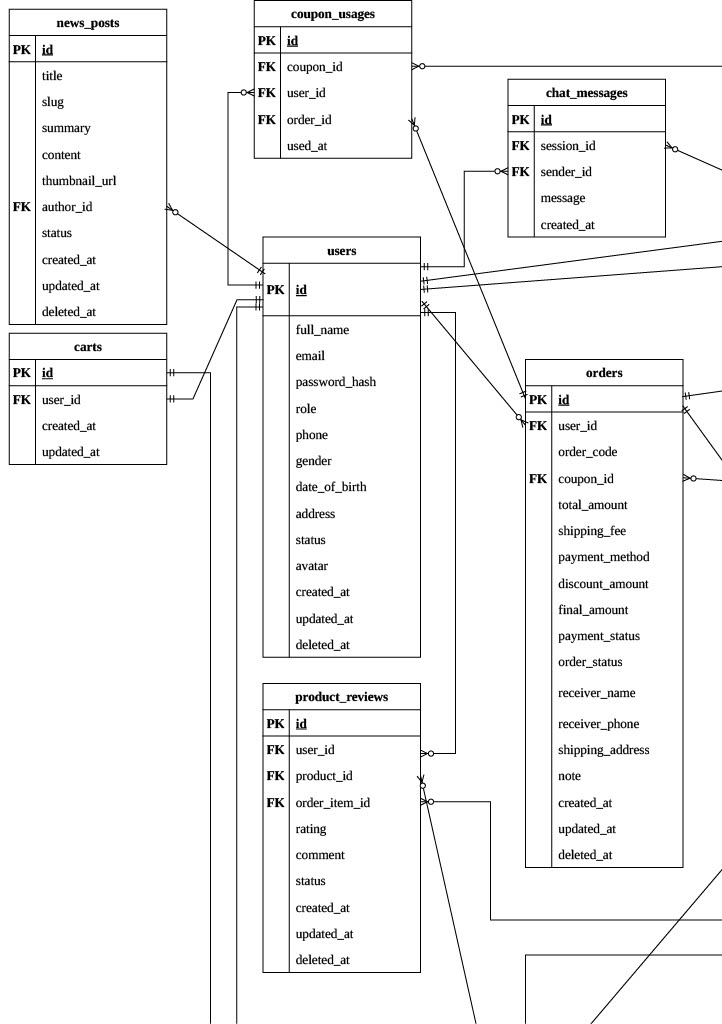 news_posts
PK id
title
slug
summary
content
thumbnail_url
FK author_id
status
created_at
updated_at
deleted_at
carts
PK id
FK user_id
created_at
updated_at
coupon_usages
PK id
FK coupon_id
FK user_id
FK order_id
used_at
users
PK id
full_name
email
password_hash
role
phone
gender
date_of_birth
address
status
avatar
created_at
updated_at
deleted_at
product_reviews
PK id
FK user_id
FK product_id
FK order_item_id
rating
comment
status
created_at
updated_at
deleted_at
chat_messages
PK id
FK session_id
FK sender_id
message
created_at
orders
PK id
FK user_id
order_code
FK coupon_id
total_amount
shipping_fee
payment_method
discount_amount
final_amount
payment_status
order_status
receiver_name
receiver_phone
shipping_address
note
created_at
updated_at
deleted_at